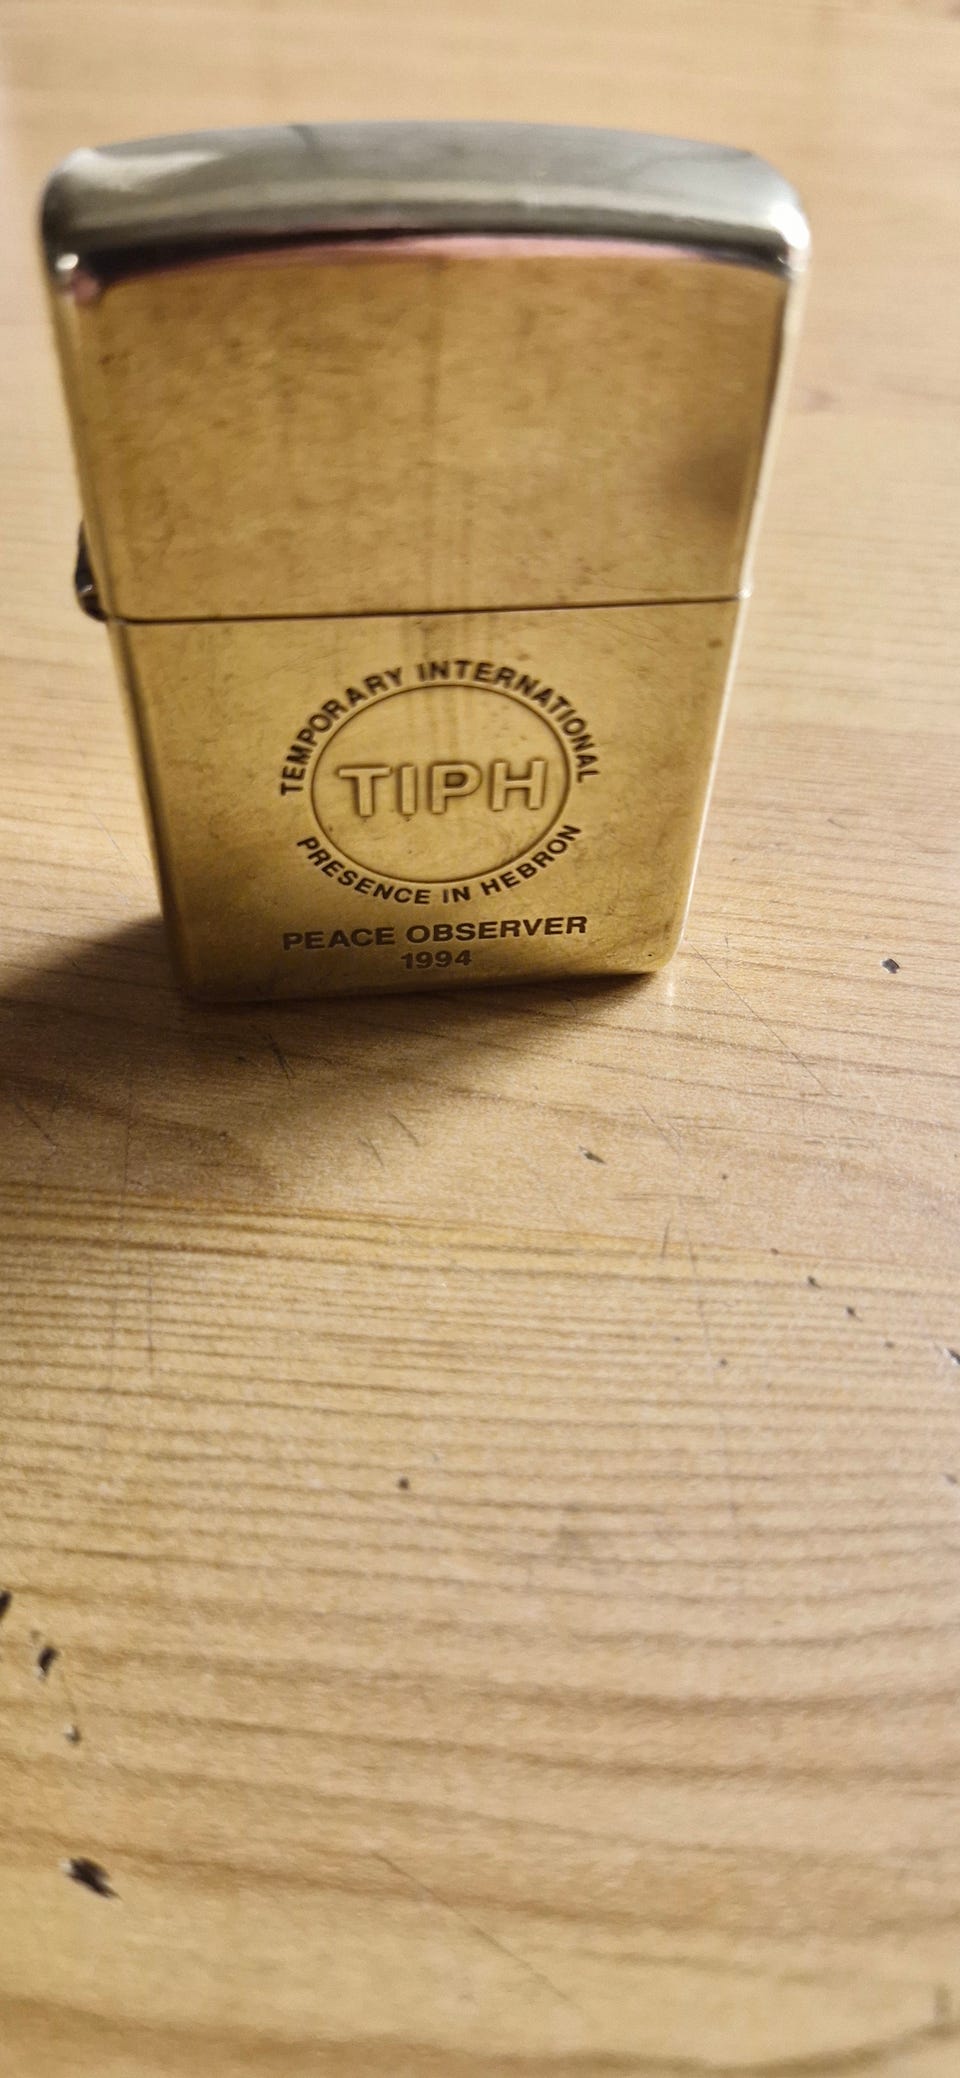 TEMPORARY INTERNATIONAL
TIPH
PRESENCE IN HEBRON
PEACE OBSERVER
1994